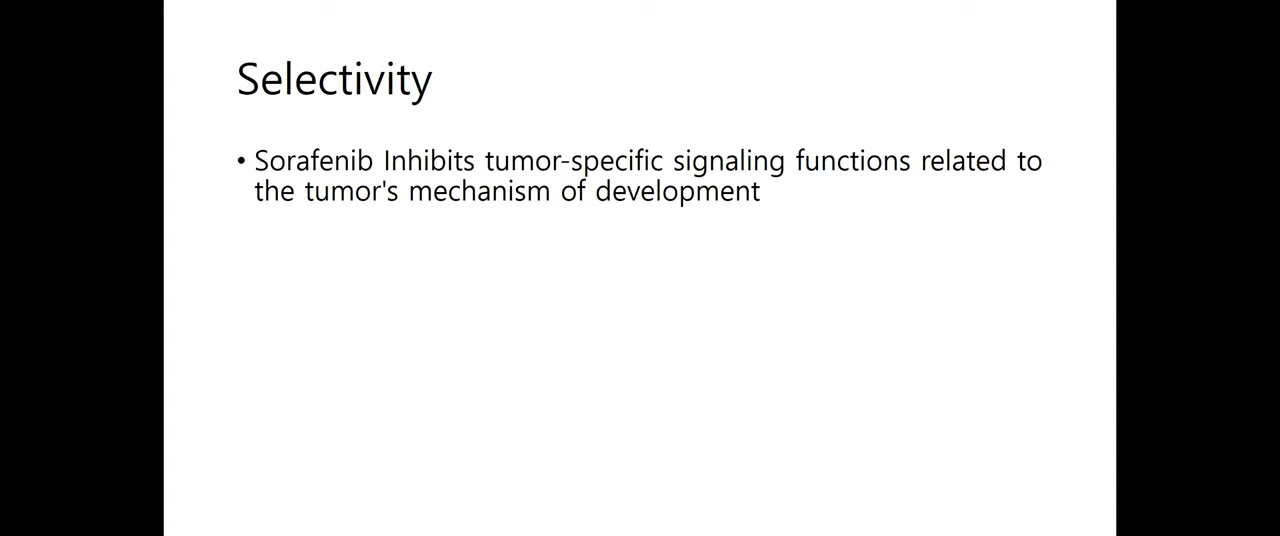 Selectivity
• Sorafenib Inhibits tumor-specific signaling functions related to
the tumor's mechanism of development